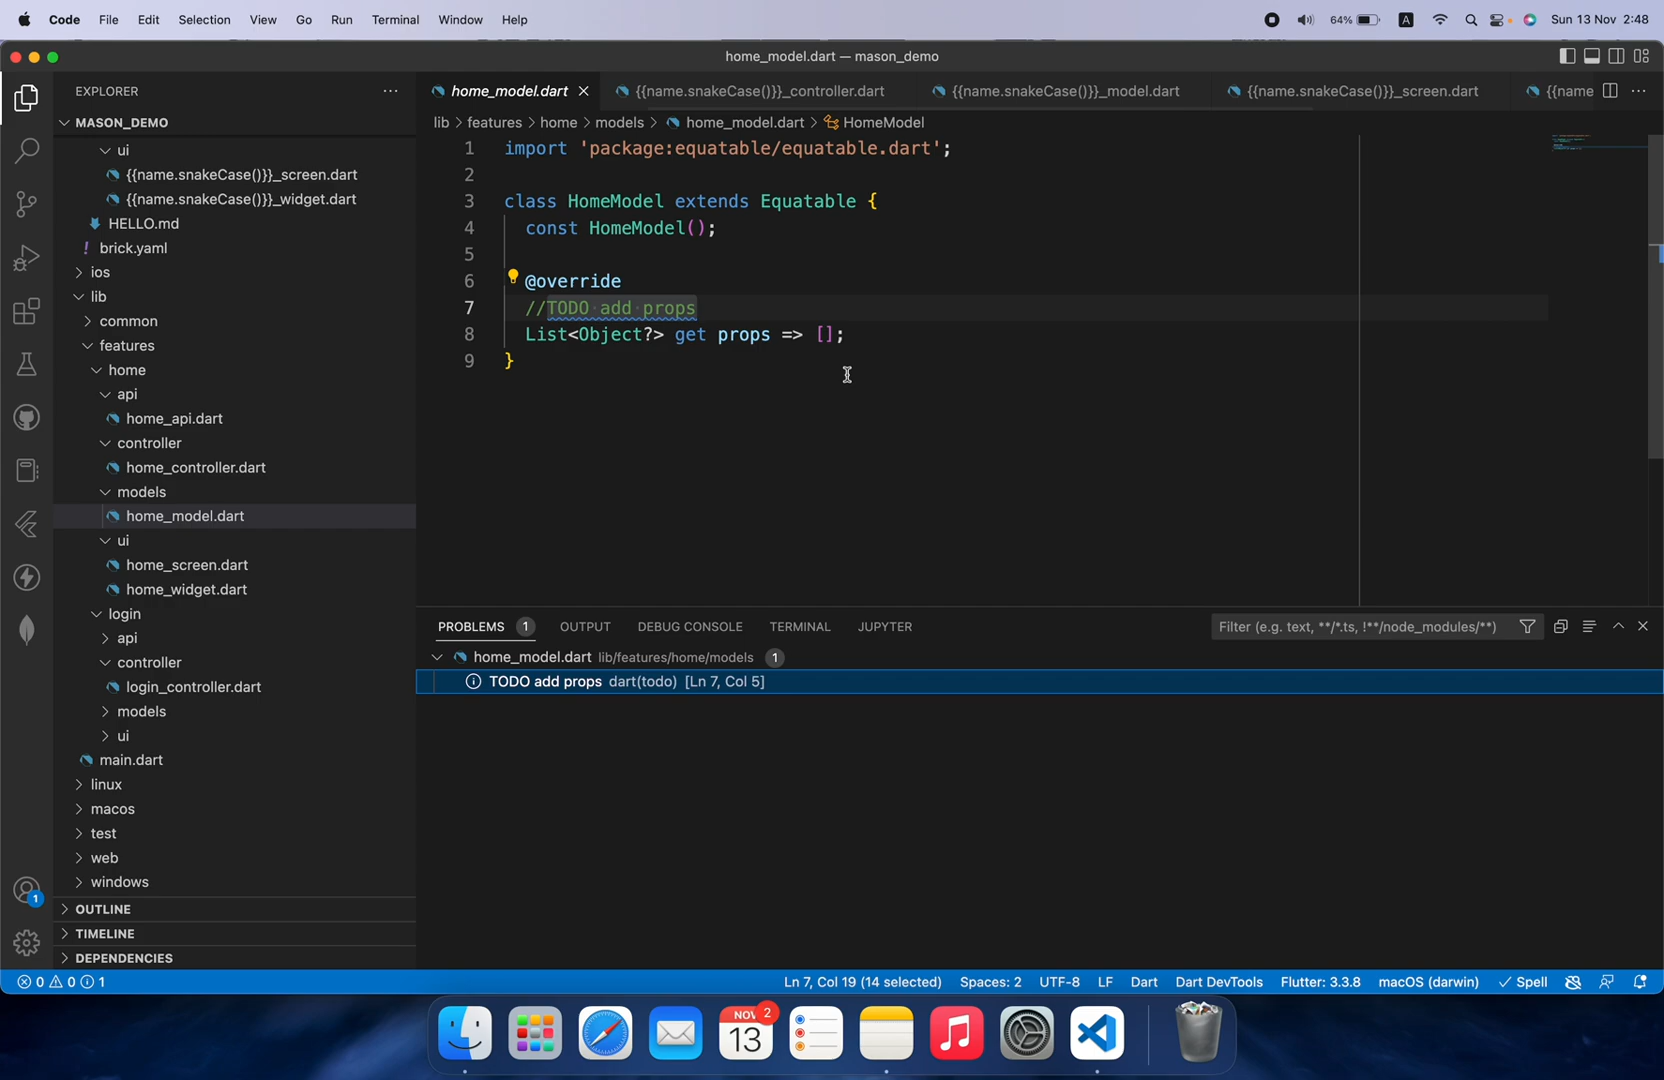 Code File Edit Selection View Go Run Terminal Window Help
64% A Sun 13 Nov 2:48
home_model.dart — mason_demo
EXPLORER
MASON_DEMO
ui
{{name.snakeCase()}}_screen.dart
{{name.snakeCase()}}_widget.dart
HELLO.md
! brick.yaml
ios
lib
common
features
home
api
home_api.dart
controller
home_controller.dart
models
home_model.dart
ui
home_screen.dart
home_widget.dart
login
api
controller
login_controller.dart
models
ui
main.dart
linux
macos
test
web
windows
OUTLINE
TIMELINE
DEPENDENCIES
1
home_model.dart {{name.snakeCase()}}_controller.dart {{name.snakeCase()}}_model.dart {{name.snakeCase()}}_screen.dart {{name
lib > features > home > models > home_model.dart > HomeModel
1 import 'package:equatable/equatable.dart';
2
3 class HomeModel extends Equatable {
4 const HomeModel();
5
6 @override
7 //TODO add props
8 List<Object?> get props => [];
9 }
PROBLEMS 1 OUTPUT DEBUG CONSOLE TERMINAL JUPYTER Filter (e.g. text, **/*.ts, !**/node_modules/**)
home_model.dart lib/features/home/models 1
TODO add props dart(todo) [Ln 7, Col 5]
0 0 1 Ln 7, Col 19 (14 selected) Spaces: 2 UTF-8 LF Dart Dart DevTools Flutter: 3.3.8 macOS (darwin) Spell
NOV 2
13